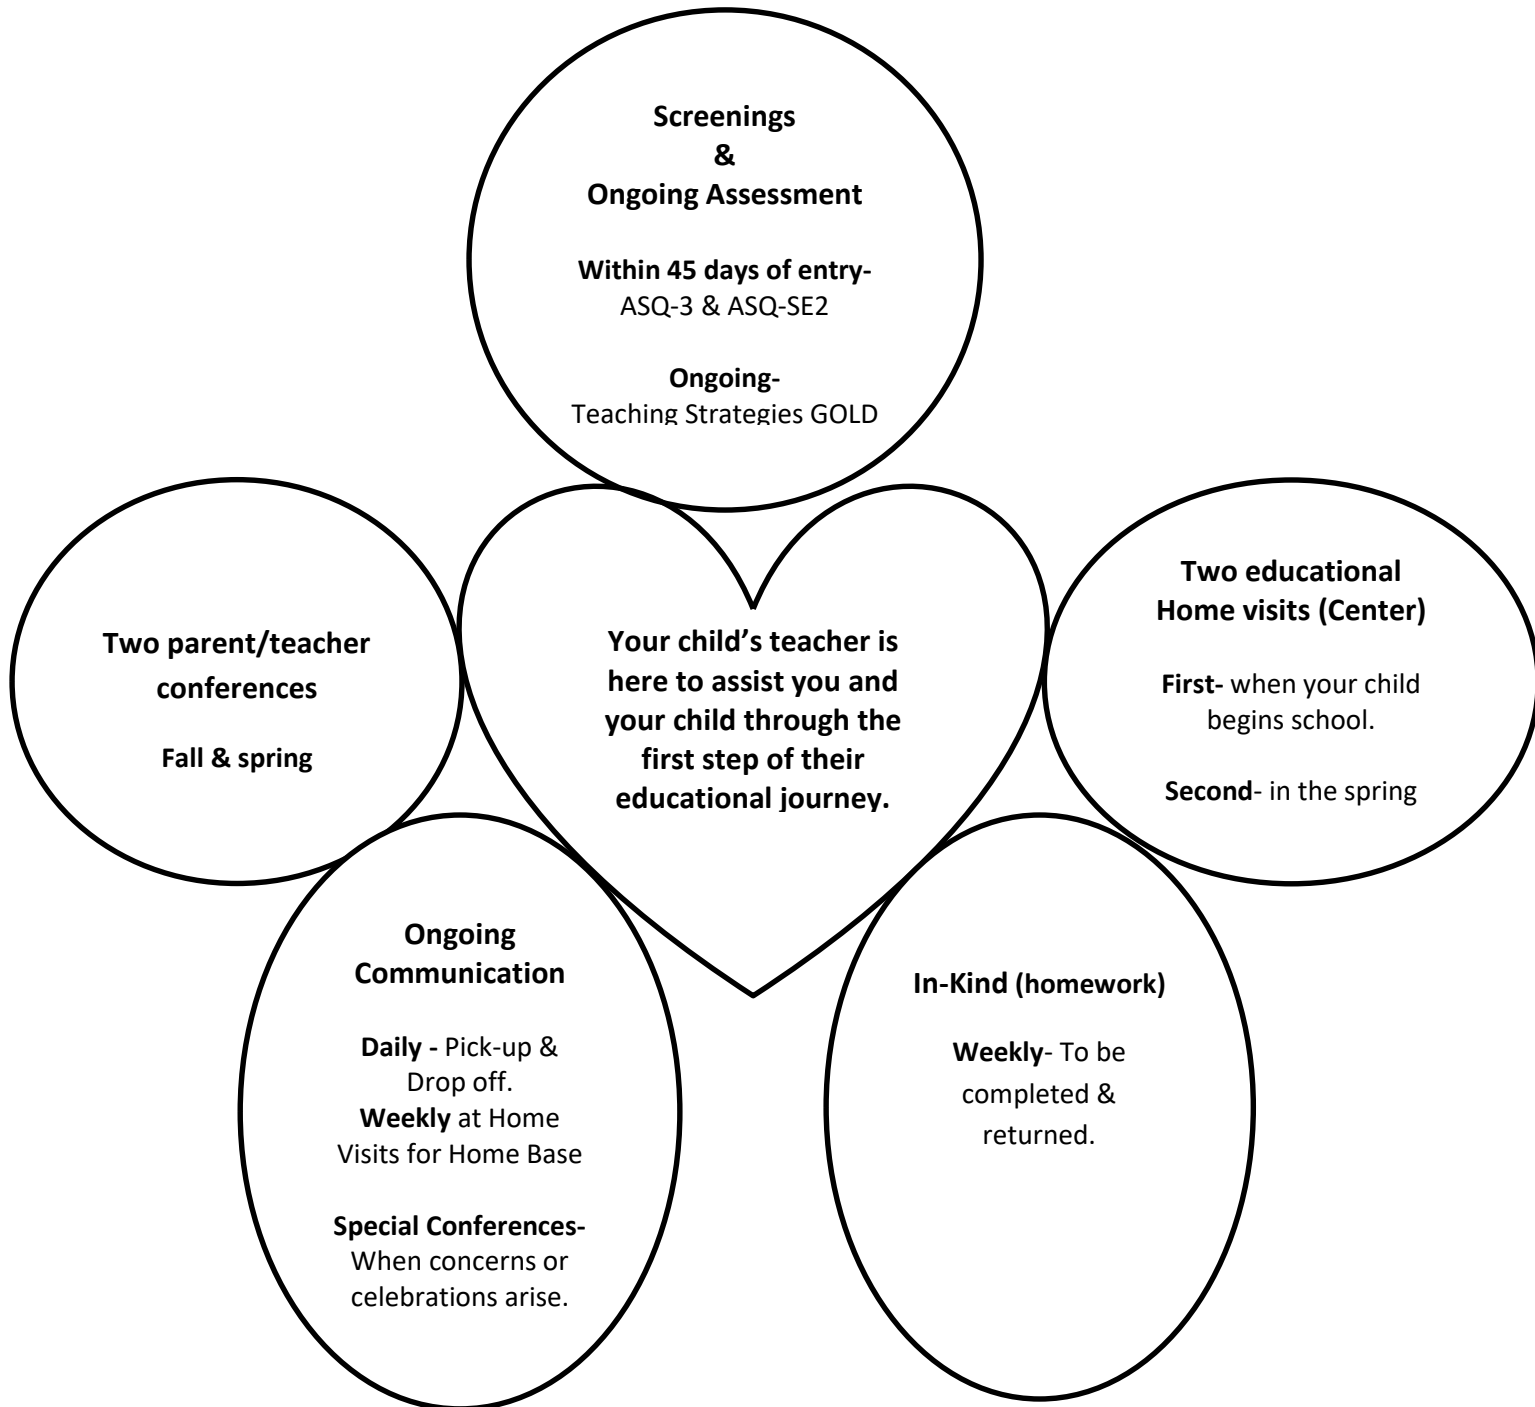 Screenings
&
Ongoing Assessment
Within 45 days of entry-
ASQ-3 & ASQ-SE2
Ongoing-
Teaching Strategies GOLD
Two parent/teacher
conferences
Fall & spring
Your child’s teacher is
here to assist you and
your child through the
first step of their
educational journey.
Two educational
Home visits (Center)
First- when your child
begins school.
Second- in the spring
Ongoing
Communication
Daily - Pick-up &
Drop off.
Weekly at Home
Visits for Home Base
Special Conferences-
When concerns or
celebrations arise.
In-Kind (homework)
Weekly- To be
completed &
returned.